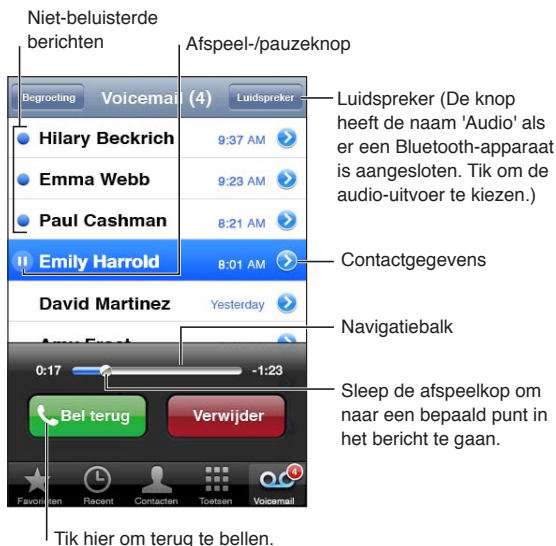 Niet-beluisterde
berichten
Afspeel-/pauzeknop
Begroeting Voicemail (4) Luidspreker
Hilary Beckrich 9:37 AM
Emma Webb 9:23 AM
Paul Cashman 8:21 AM
Emily Harrold 8:01 AM
David Martinez Yesterday
0:17 -1:23
Bel terug Verwijder
4
Favorieten Recent Contacten Toetsen Voicemail
Luidspreker (De knop
heeft de naam 'Audio' als
er een Bluetooth-apparaat
is aangesloten. Tik om de
audio-uitvoer te kiezen.)
Contactgegevens
Navigatiebalk
Sleep de afspeelkop om
naar een bepaald punt in
het bericht te gaan.
Tik hier om terug te bellen.